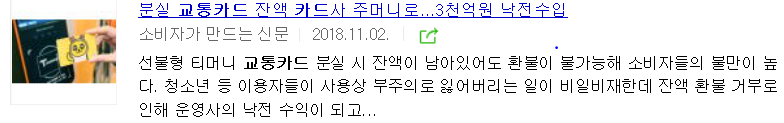 분실 교통카드 잔액 카드사 주머니로...3천억원 낙전수입
소비자가 만드는 신문 | 2018.11.02. |
선불형 티머니 교통카드 분실 시 잔액이 남아있어도 환불이 불가능해 소비자들의 불만이 높
다. 청소년 등 이용자들이 사용상 부주의로 잃어버리는 일이 비일비재한데 잔액 환불 거부로
인해 운영사의 낙전 수익이 되고...